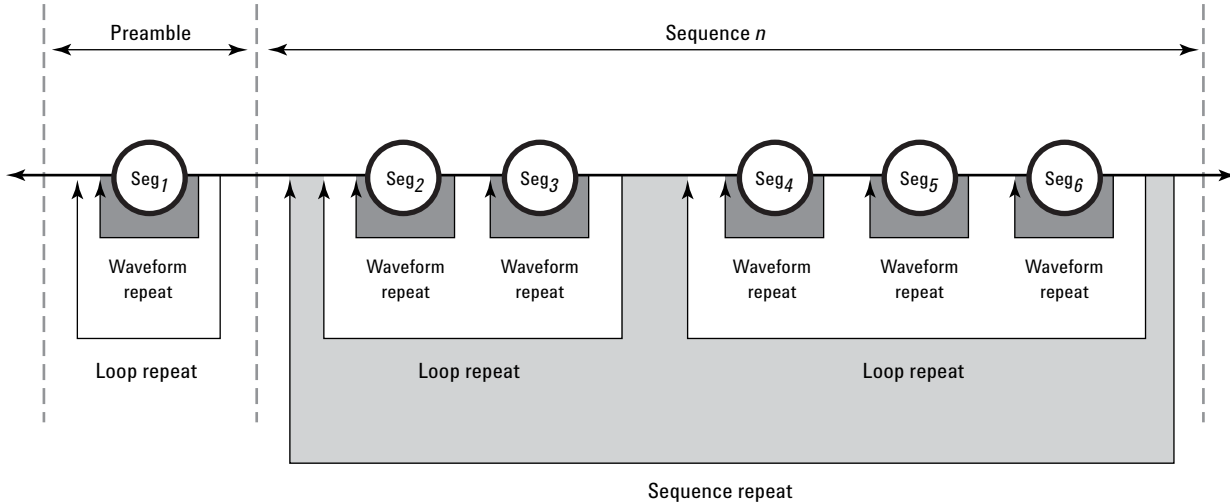 Preamble
Sequence n
Seg1
Seg2
Seg3
Seg4
Seg5
Seg6
Waveform
repeat
Waveform
repeat
Waveform
repeat
Waveform
repeat
Waveform
repeat
Waveform
repeat
Loop repeat
Loop repeat
Loop repeat
Sequence repeat